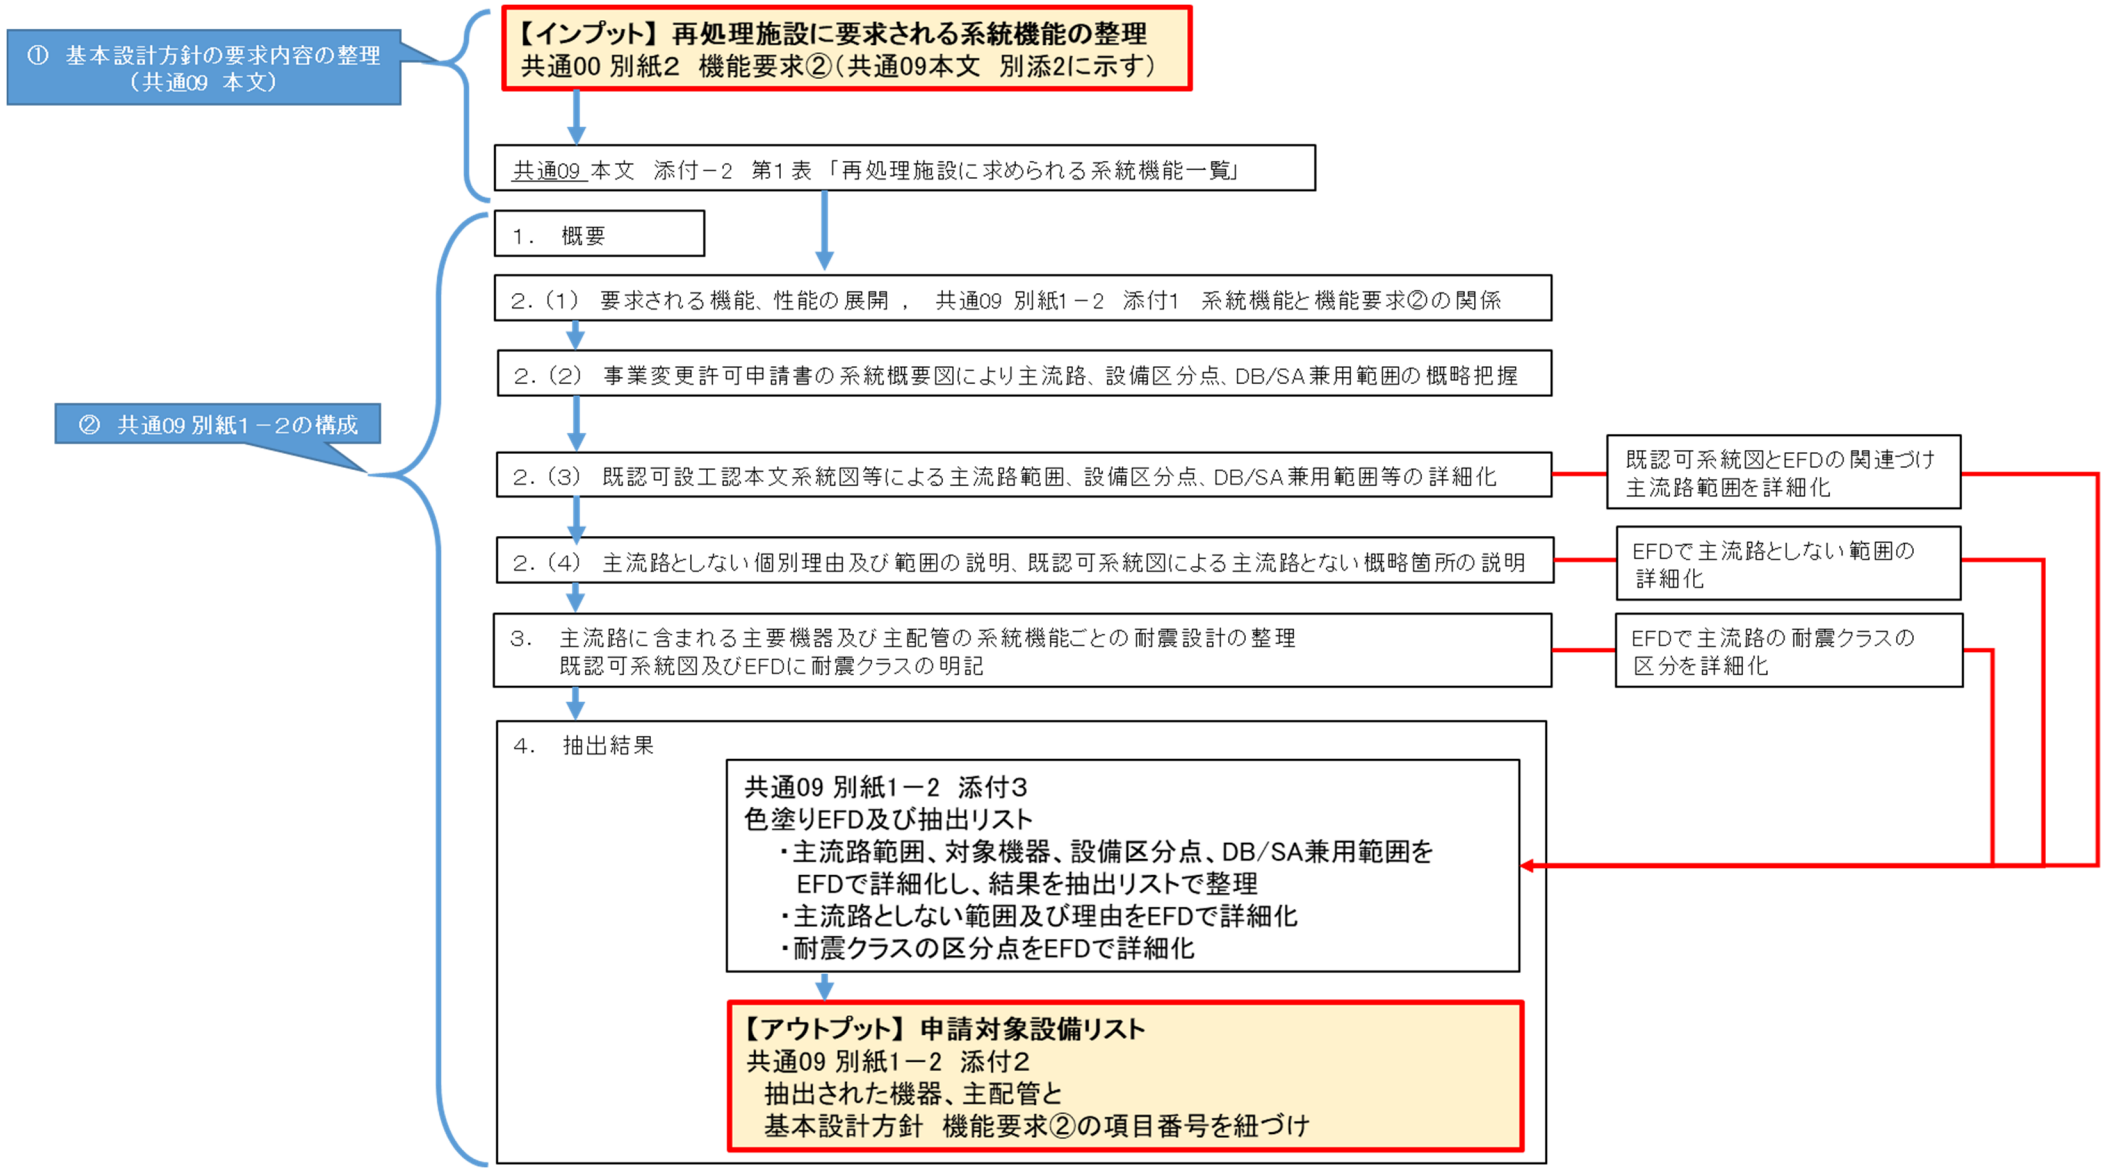 ① 基本設計方針の要求内容の整理
（共通09 本文）
【インプット】 再処理施設に要求される系統機能の整理
共通00 別紙２ 機能要求②（共通09本文 別添2に示す）
共通09 本文 添付－2 第1表 「再処理施設に求められる系統機能一覧」
１． 概要
２．（１） 要求される機能、性能の展開 ， 共通09 別紙1－2 添付1 系統機能と機能要求②の関係
２．（２） 事業変更許可申請書の系統概要図により主流路、設備区分点、DB/SA兼用範囲の概略把握
② 共通09 別紙1－２の構成
２．（３） 既認可設工認本文系統図等による主流路範囲、設備区分点、DB/SA兼用範囲等の詳細化
既認可系統図とEFDの関連づけ
主流路範囲を詳細化
２．（４） 主流路としない個別理由及び範囲の説明、既認可系統図による主流路とない概略箇所の説明
EFDで主流路としない範囲の
詳細化
３． 主流路に含まれる主要機器及び主配管の系統機能ごとの耐震設計の整理
既認可系統図及びEFDに耐震クラスの明記
EFDで主流路の耐震クラスの
区分を詳細化
４． 抽出結果
共通09 別紙1－2 添付３
色塗りEFD及び抽出リスト
・主流路範囲、対象機器、設備区分点、DB/SA兼用範囲を
EFDで詳細化し、結果を抽出リストで整理
・主流路としない範囲及び理由をEFDで詳細化
・耐震クラスの区分点をEFDで詳細化
【アウトプット】 申請対象設備リスト
共通09 別紙1－2 添付２
抽出された機器、主配管と
基本設計方針 機能要求②の項目番号を紐づけ